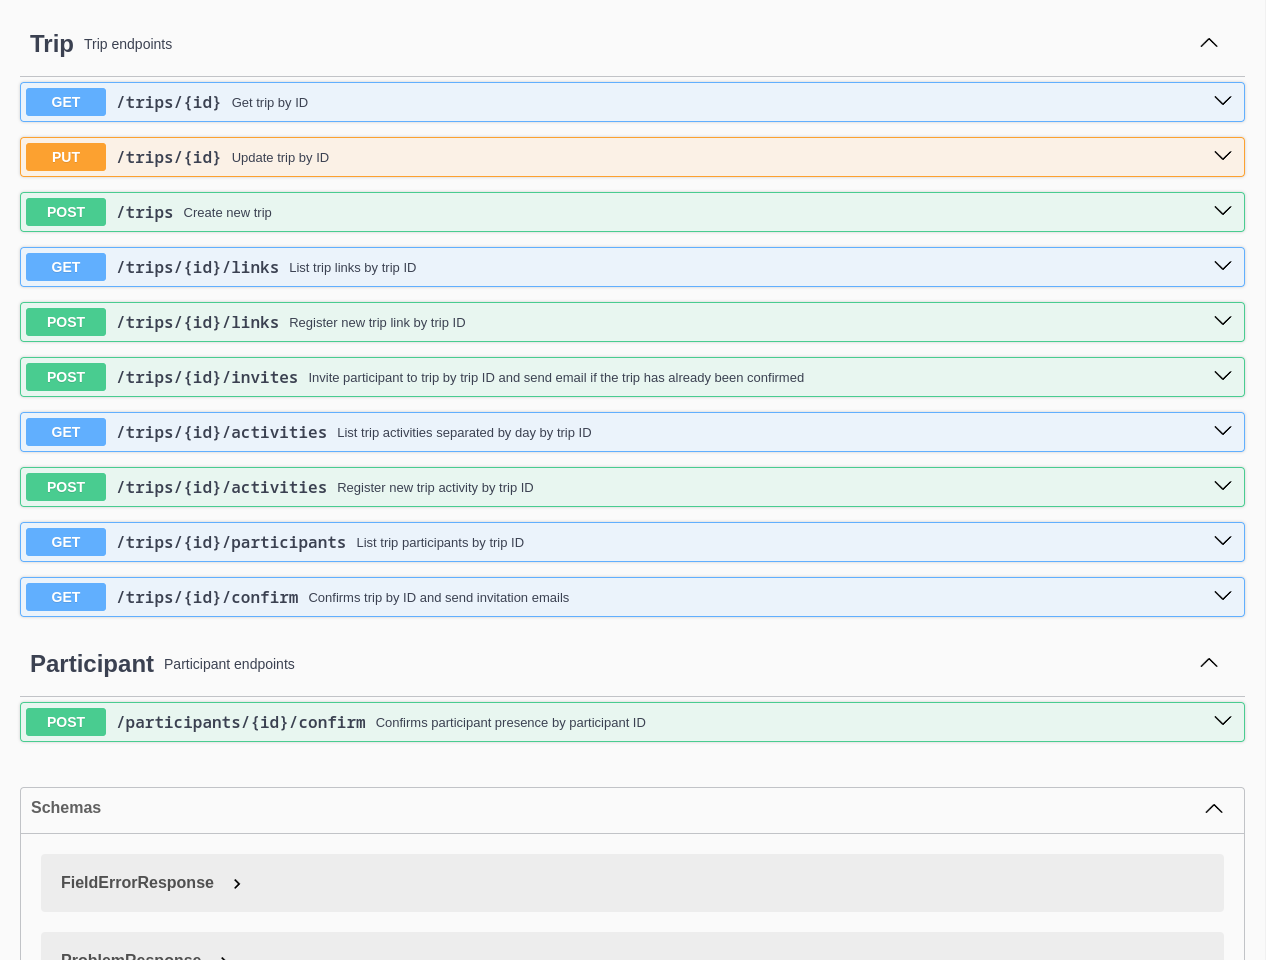 Trip Trip endpoints
GET /trips/{id} Get trip by ID
PUT /trips/{id} Update trip by ID
POST /trips Create new trip
GET /trips/{id}/links List trip links by trip ID
POST /trips/{id}/links Register new trip link by trip ID
POST /trips/{id}/invites Invite participant to trip by trip ID and send email if the trip has already been confirmed
GET /trips/{id}/activities List trip activities separated by day by trip ID
POST /trips/{id}/activities Register new trip activity by trip ID
GET /trips/{id}/participants List trip participants by trip ID
GET /trips/{id}/confirm Confirms trip by ID and send invitation emails
Participant Participant endpoints
POST /participants/{id}/confirm Confirms participant presence by participant ID
Schemas
FieldErrorResponse
ProblemResponse